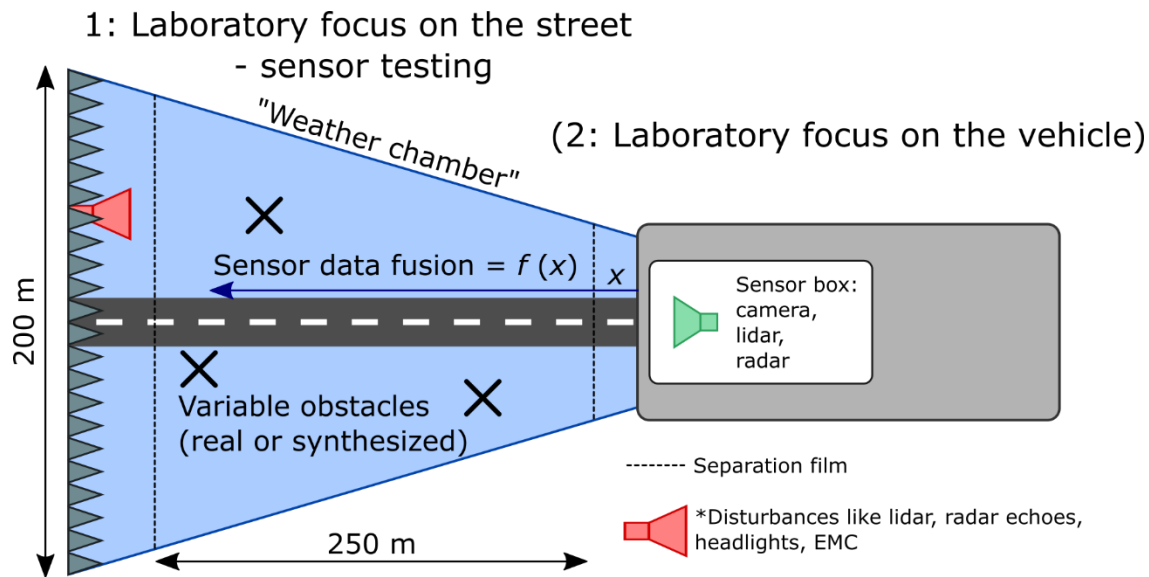 1: Laboratory focus on the street
- sensor testing
"Weather chamber"
(2: Laboratory focus on the vehicle)
200 m
Sensor data fusion = f (x)
x
Sensor box:
camera,
lidar,
radar
Variable obstacles
(real or synthesized)
250 m
Separation film
*Disturbances like lidar, radar echoes,
headlights, EMC